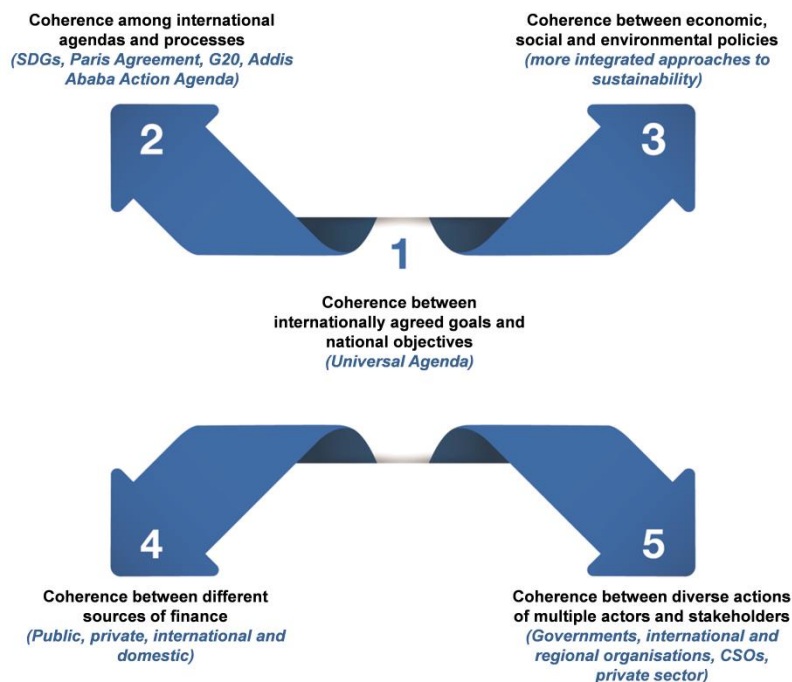 Coherence among international
agendas and processes
(SDGs, Paris Agreement, G20, Addis
Ababa Action Agenda)
2
Coherence between economic,
social and environmental policies
(more integrated approaches to
sustainability)
3
1
Coherence between
internationally agreed goals and
national objectives
(Universal Agenda)
4
Coherence between different
sources of finance
(Public, private, international and
domestic)
5
Coherence between diverse actions
of multiple actors and stakeholders
(Governments, international and
regional organisations, CSOs,
private sector)